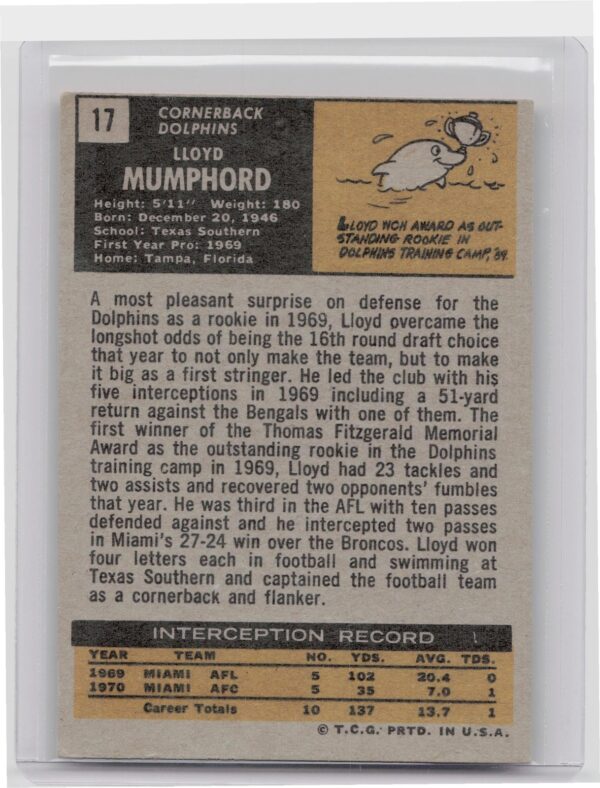 17
CORNERBACK
DOLPHINS
LLOYD
MUMPHORD
Height: 5'11" Weight: 180
Born: December 20, 1946
School: Texas Southern
First Year Pro: 1969
Home: Tampa, Florida
LLOYD WON AWARD AS OUT-
STANDING ROOKIE IN
DOLPHINS TRAINING CAMP, '69.
A most pleasant surprise on defense for the
Dolphins as a rookie in 1969, Lloyd overcame the
longshot odds of being the 16th round draft choice
that year to not only make the team, but to make
it big as a first stringer. He led the club with his
five interceptions in 1969 including a 51-yard
return against the Bengals with one of them. The
first winner of the Thomas Fitzgerald Memorial
Award as the outstanding rookie in the Dolphins
training camp in 1969, Lloyd had 23 tackles and
two assists and recovered two opponents' fumbles
that year. He was third in the AFL with ten passes
defended against and he intercepted two passes
in Miami's 27-24 win over the Broncos. Lloyd won
four letters each in football and swimming at
Texas Southern and captained the football team
as a cornerback and flanker.
INTERCEPTION RECORD
YEAR TEAM NO. YDS. AVG. TDS.
1969 MIAMI AFL 5 102 20.4 0
1970 MIAMI AFC 5 35 7.0 1
Career Totals 10 137 13.7 1
© T.C.G. PRTD. IN U.S.A.